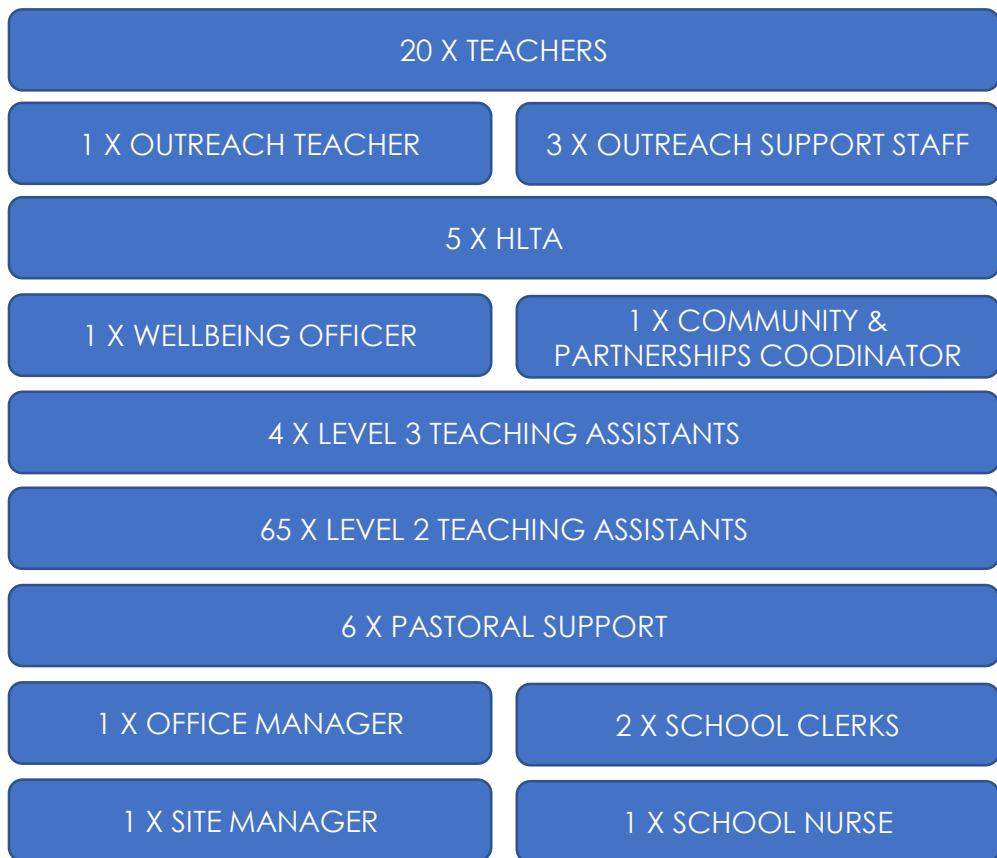 20 X TEACHERS
1 X OUTREACH TEACHER
3 X OUTREACH SUPPORT STAFF
5 X HLTA
1 X WELLBEING OFFICER
1 X COMMUNITY &
PARTNERSHIPS COODINATOR
4 X LEVEL 3 TEACHING ASSISTANTS
65 X LEVEL 2 TEACHING ASSISTANTS
6 X PASTORAL SUPPORT
1 X OFFICE MANAGER
2 X SCHOOL CLERKS
1 X SITE MANAGER
1 X SCHOOL NURSE